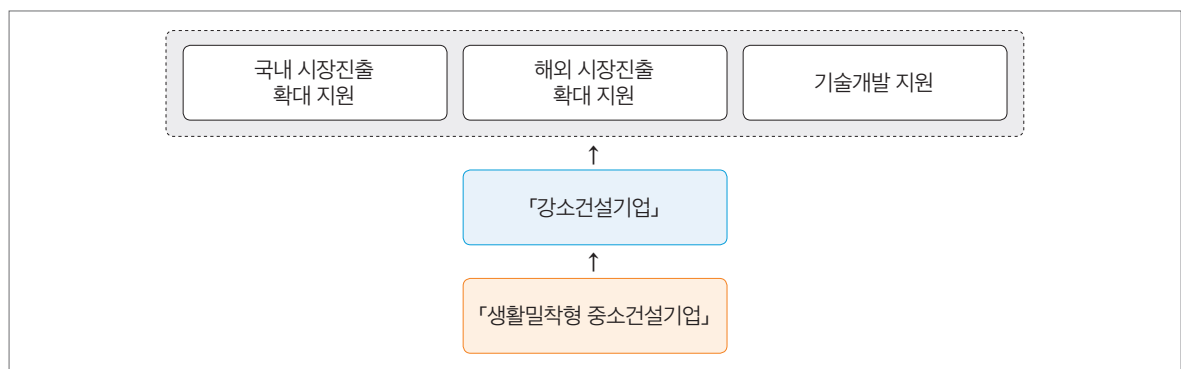 국내 시장진출
확대 지원
해외 시장진출
확대 지원
기술개발 지원
↑
「강소건설기업」
↑
「생활밀착형 중소건설기업」